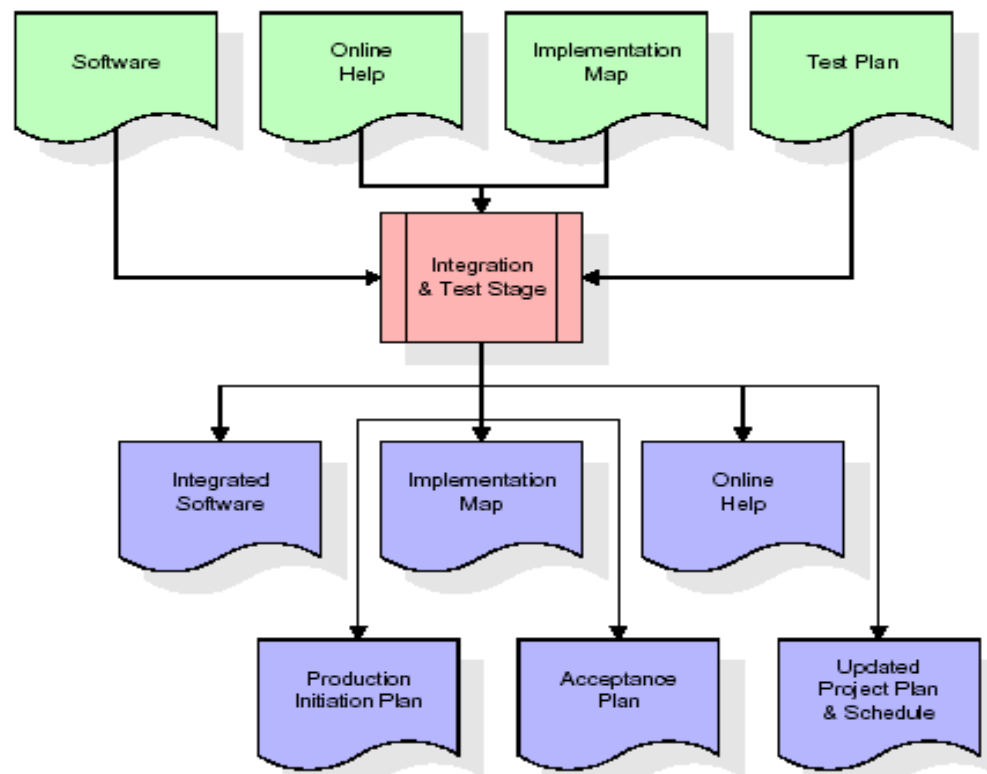 Software
Online
Help
Implementation
Map
Test Plan
Integration
& Test Stage
Integrated
Software
Implementation
Map
Online
Help
Production
Initiation Plan
Acceptance
Plan
Updated
Project Plan
& Schedule